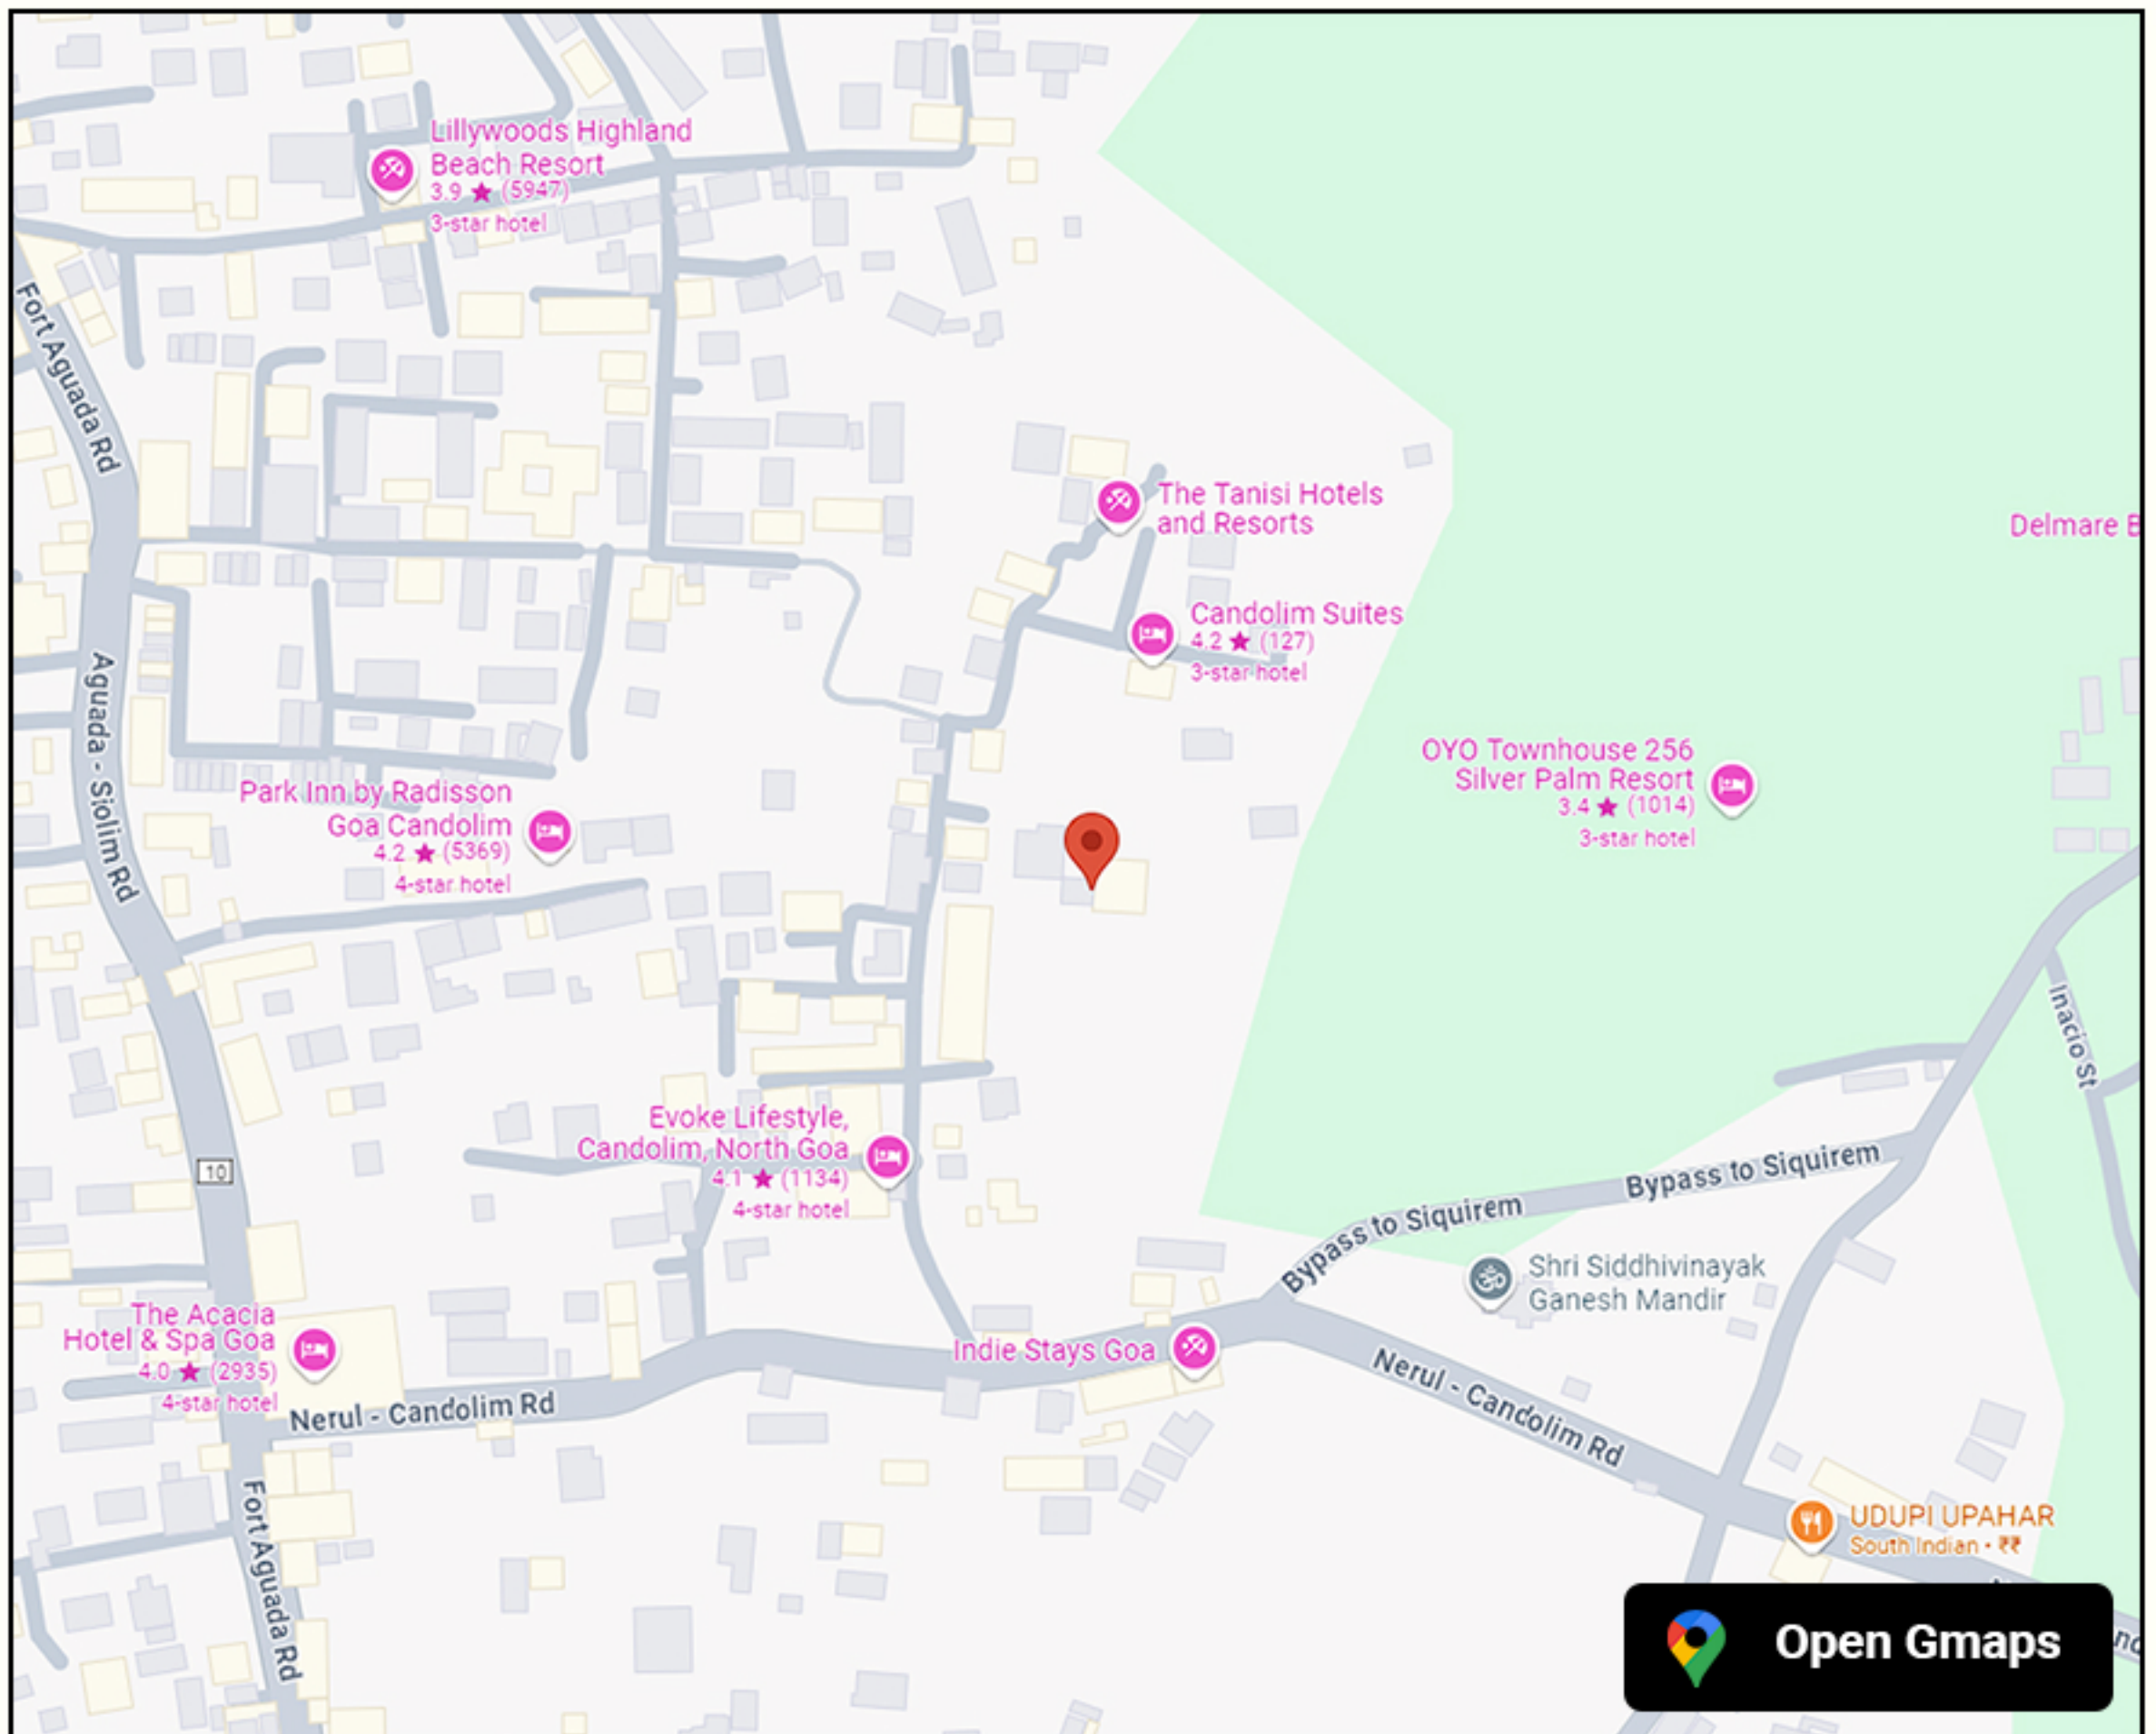 Lillywoods Highland
Beach Resort
3.9 ★ (5947)
3-star hotel
Fort Aguada Rd
The Tanisi Hotels
and Resorts
Delmare B
Candolim Suites
4.2 ★ (127)
3-star hotel
Aguada - Siolim Rd
OYO Townhouse 256
Silver Palm Resort
3.4 ★ (1014)
3-star hotel
Park Inn by Radisson
Goa Candolim
4.2 ★ (5369)
4-star hotel
Inacio St
Evoke Lifestyle,
Candolim, North Goa
4.1 ★ (1134)
4-star hotel
10
Bypass to Siquirem
Bypass to Siquirem
Shri Siddhivinayak
Ganesh Mandir
The Acacia
Hotel & Spa Goa
4.0 ★ (2935)
4-star hotel
Indie Stays Goa
Nerul - Candolim Rd
Nerul - Candolim Rd
Fort Aguada Rd
UDUPI UPAHAR
South Indian • ₹₹
Open Gmaps